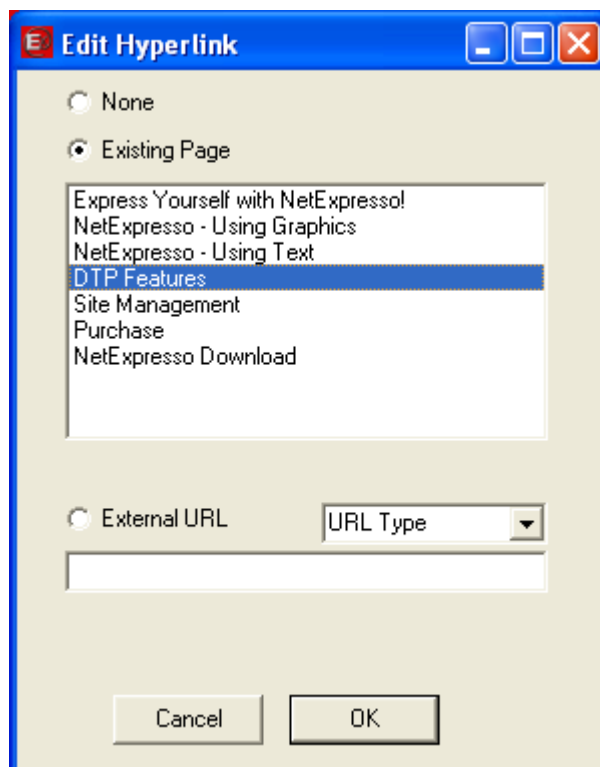 Edit Hyperlink
None
Existing Page
Express Yourself with NetExpresso!
NetExpresso - Using Graphics
NetExpresso - Using Text
DTP Features
Site Management
Purchase
NetExpresso Download
External URL
URL Type
Cancel
OK